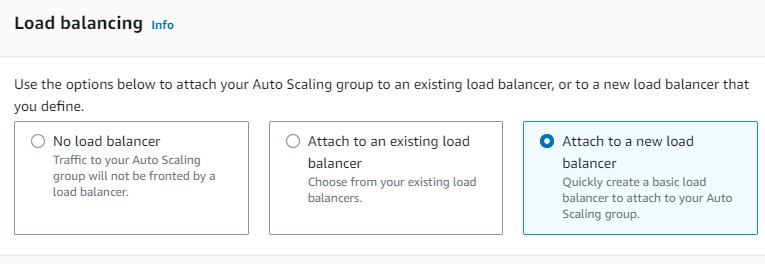 Load balancing Info
Use the options below to attach your Auto Scaling group to an existing load balancer, or to a new load balancer that
you define.
No load balancer
Traffic to your Auto Scaling
group will not be fronted by a
load balancer.
Attach to an existing load
balancer
Choose from your existing load
balancers.
Attach to a new load
balancer
Quickly create a basic load
balancer to attach to your Auto
Scaling group.